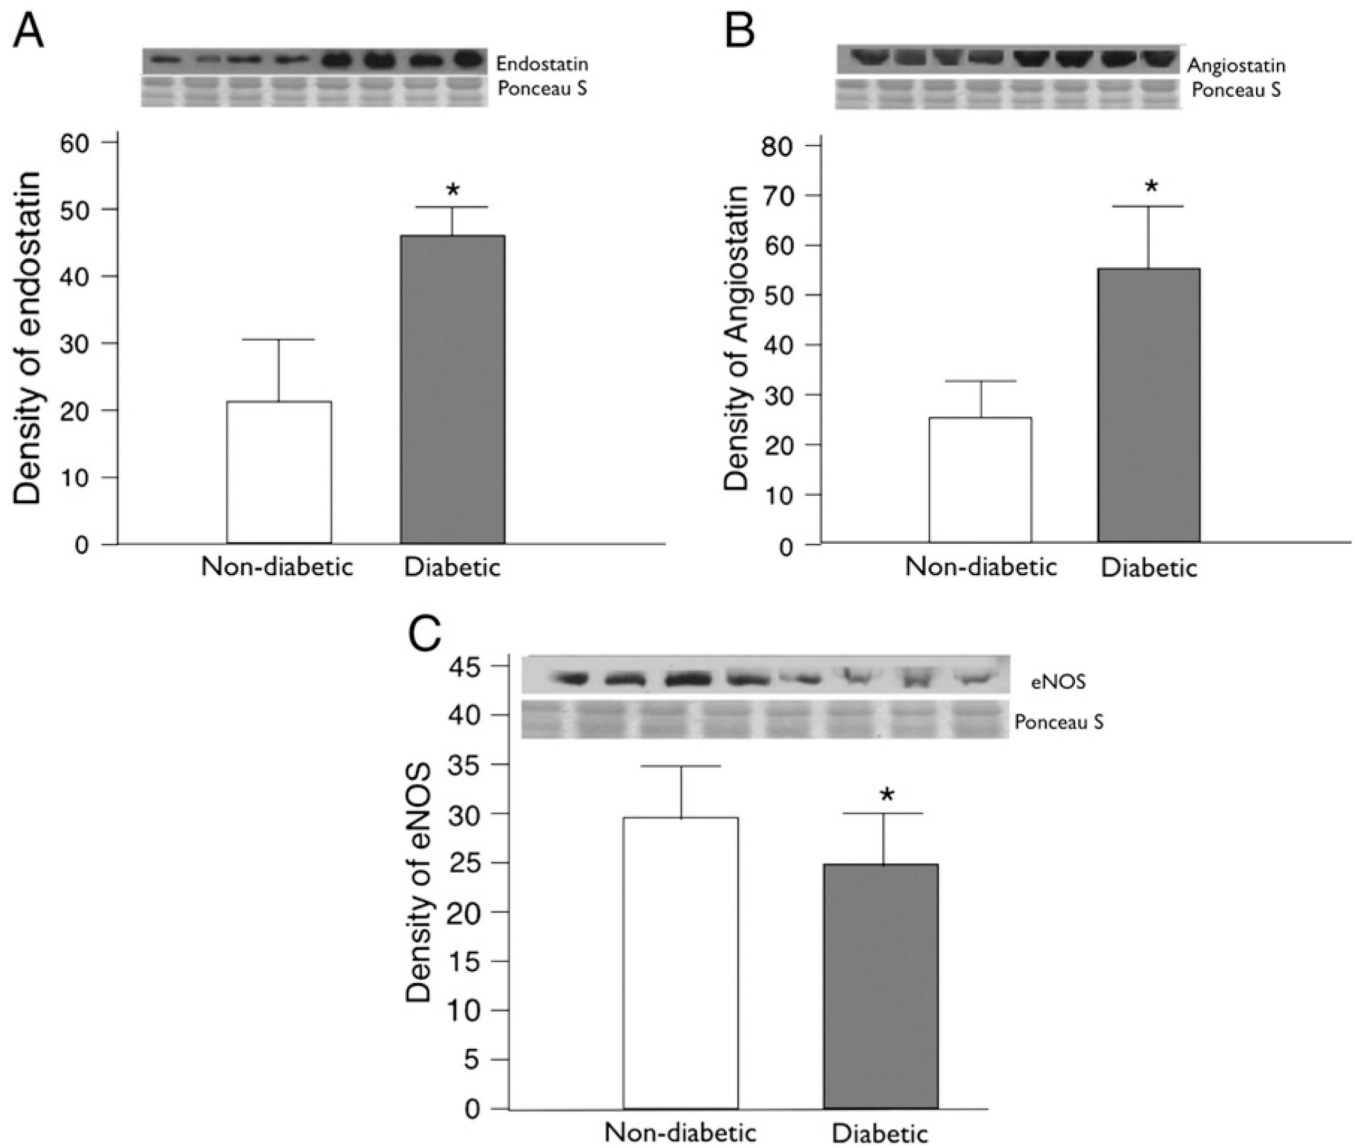 A
Endostatin
Ponceau S
60
50
40
30
20
10
0
Density of endostatin
*
Non-diabetic Diabetic
B
Angiostatin
Ponceau S
80
70
60
50
40
30
20
10
0
Density of Angiostatin
*
Non-diabetic Diabetic
C
eNOS
Ponceau S
45
40
35
30
25
20
15
10
5
0
Density of eNOS
*
Non-diabetic Diabetic